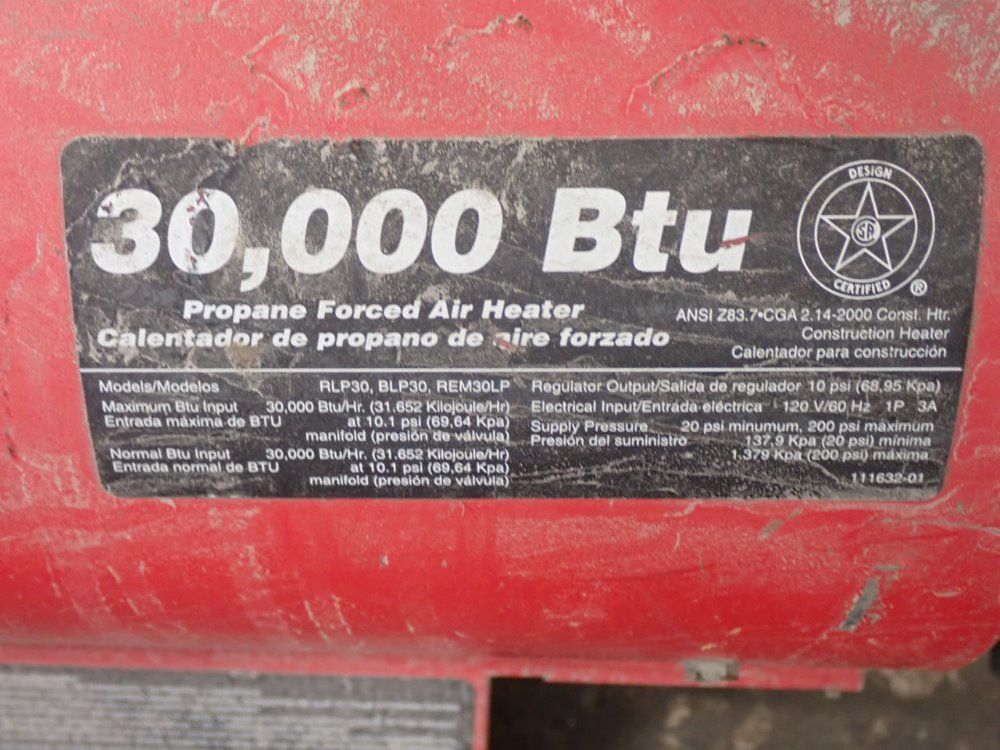 30,000 Btu
Propane Forced Air Heater
Calentador de propano de aire forzado
DESIGN
CERTIFIED
®
ANSI Z83.7•CGA 2.14-2000 Const. Htr.
Construction Heater
Calentador para construcción
Models/Modelos RLP30, BLP30, REM30LP
Maximum Btu Input 30,000 Btu/Hr. (31.652 Kilojoule/Hr)
Entrada máxima de BTU at 10.1 psi (69,64 Kpa)
manifold (presión de válvula)
Normal Btu Input 30,000 Btu/Hr. (31.652 Kilojoule/Hr)
Entrada normal de BTU at 10.1 psi (69,64 Kpa)
manifold (presión de válvula)
Regulator Output/Salida de regulador 10 psi (68,95 Kpa)
Electrical Input/Entrada eléctrica 120 V/60 Hz 1P 3A
Supply Pressure 20 psi minumum, 200 psi maximum
Presión del suministro 137,9 Kpa (20 psi) mínima
1.379 Kpa (200 psi) máxima
111632-01